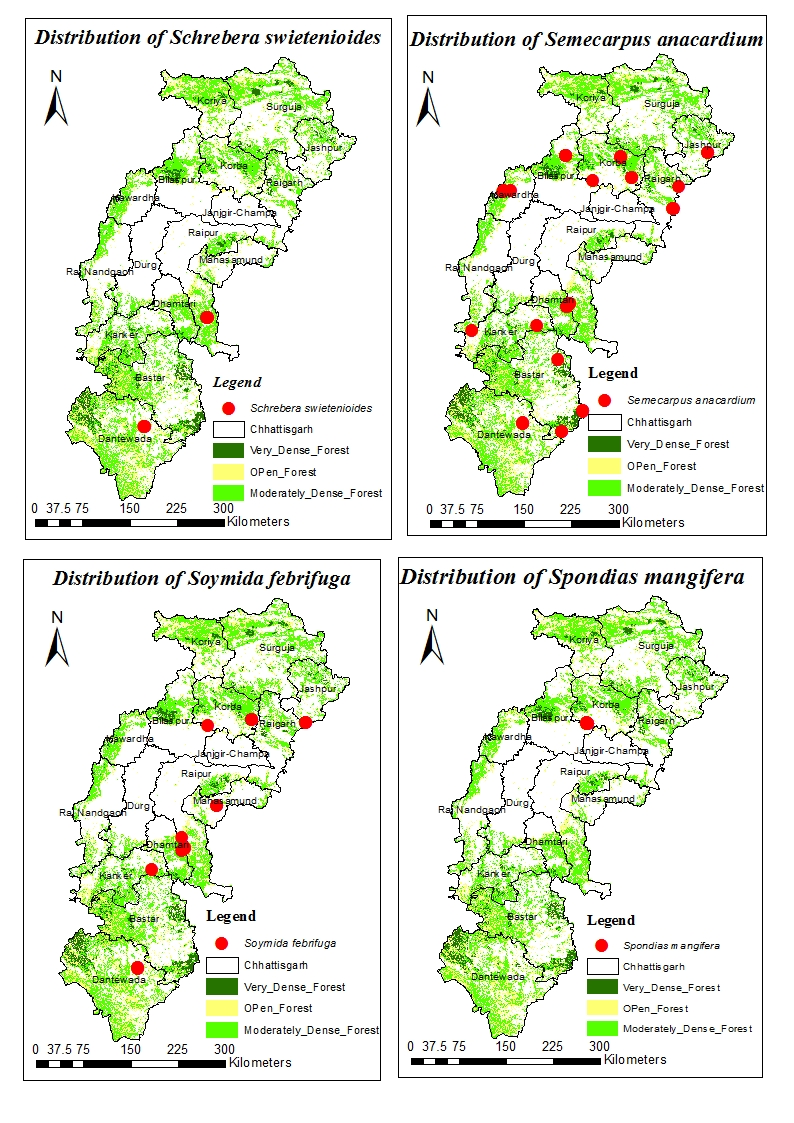 Distribution of Schrebera swietenioides
N
Koriya
Surguja
Jashpur
Korba
Bilaspur
Raigarh
Kawardha
Janjgir-Champa
Raipur
Mahasamund
Durg
Raj Nandgaon
Dhamtari
Kanker
Bastar
Dantewada
Legend
Schrebera swietenioides
Chhattisgarh
Very_Dense_Forest
OPen_Forest
Moderately_Dense_Forest
0 37.5 75 150 225 300
Kilometers
Distribution of Semecarpus anacardium
N
Koriya
Surguja
Jashpur
Korba
Bilaspur
Raigarh
Kawardha
Janjgir-Champa
Raipur
Mahasamund
Durg
Raj Nandgaon
Dhamtari
Kanker
Bastar
Dantewada
Legend
Semecarpus anacardium
Chhattisgarh
Very_Dense_Forest
OPen_Forest
Moderately_Dense_Forest
0 37.5 75 150 225 300
Kilometers
Distribution of Soymida febrifuga
N
Koriya
Surguja
Jashpur
Korba
Bilaspur
Raigarh
Kawardha
Janjgir-Champa
Raipur
Mahasamund
Durg
Raj Nandgaon
Dhamtari
Kanker
Bastar
Dantewada
Legend
Soymida febrifuga
Chhattisgarh
Very_Dense_Forest
OPen_Forest
Moderately_Dense_Forest
0 37.5 75 150 225 300
Kilometers
Distribution of Spondias mangifera
N
Koriya
Surguja
Jashpur
Korba
Bilaspur
Raigarh
Kawardha
Janjgir-Champa
Raipur
Mahasamund
Durg
Raj Nandgaon
Dhamtari
Kanker
Bastar
Dantewada
Legend
Spondias mangifera
Chhattisgarh
Very_Dense_Forest
OPen_Forest
Moderately_Dense_Forest
0 37.5 75 150 225 300
Kilometers